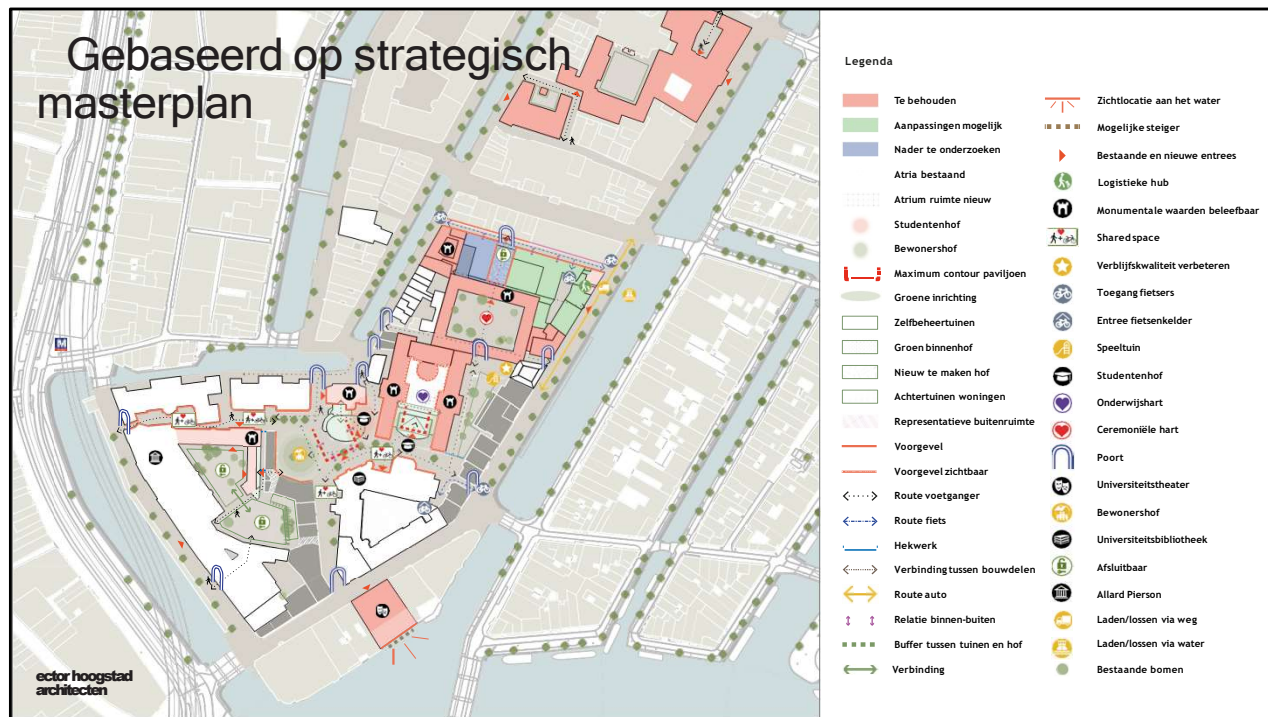 Gebaseerd op strategisch
masterplan
M
ector hoogstad
architecten
Legenda
Te behouden
Aanpassingen mogelijk
Nader te onderzoeken
Atria bestaand
Atrium ruimte nieuw
Studentenhof
Bewonershof
Maximum contour paviljoen
Groene inrichting
Zelfbeheertuinen
Groen binnenhof
Nieuw te maken hof
Achtertuinen woningen
Representatieve buitenruimte
Voorgevel
Voorgevel zichtbaar
Route voetganger
Route fiets
Hekwerk
Verbinding tussen bouwdelen
Route auto
Relatie binnen-buiten
Buffer tussen tuinen en hof
Verbinding
Zichtlocatie aan het water
Mogelijke steiger
Bestaande en nieuwe entrees
Logistieke hub
Monumentale waarden beleefbaar
Shared space
Verblijfskwaliteit verbeteren
Toegang fietsers
Entree fietsenkelder
Speeltuin
Studentenhof
Onderwijshart
Ceremoniële hart
Poort
Universiteitstheater
Bewonershof
Universiteitsbibliotheek
Afsluitbaar
Allard Pierson
Laden/lossen via weg
Laden/lossen via water
Bestaande bomen